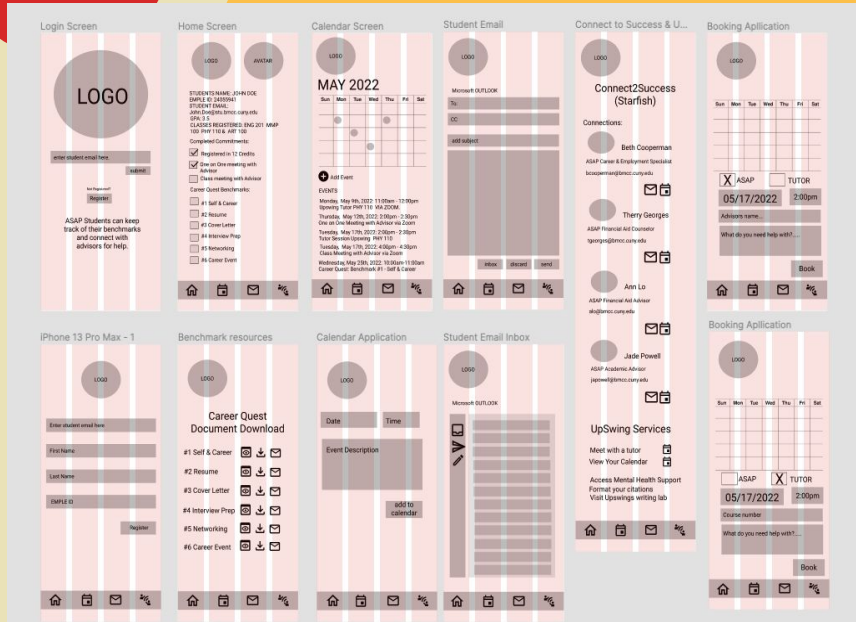 Login Screen
LOGO
enter student email here.
submit
Not Registered?
Register
ASAP Students can keep
track of their benchmarks
and connect with
advisors for help.
Home Screen
LOGO
AVATAR
STUDENTS NAME: JOHN DOE
EMPLE ID: 24355941
STUDENT EMAIL:
John.Doe@stu.bmcc.cuny.edu
GPA: 3.5
CLASSES REGISTERED: ENG 201 MMP
100 PHY 110 & ART 100
Completed Commitments:
Registered in 12 Credits
One on One meeting with
Advisor
Class meeting with Advisor
Career Quest Benchmarks:
#1 Self & Career
#2 Resume
#3 Cover Letter
#4 Interview Prep
#5 Networking
#6 Career Event
Calendar Screen
LOGO
MAY 2022
Sun Mon Tue Wed Thu Fri Sat
Add Event
EVENTS
Monday, May 9th, 2022: 11:00am - 12:00pm
Upswing Tutor PHY 110 VIA ZOOM.
Thursday, May 12th, 2022: 2:00pm - 2:30pm
One on One Meeting with Advisor via Zoom
Tuesday, May 17th, 2022: 2:00pm - 2:30pm
Tutor Session Upswing PHY 110
Tuesday, May 17th, 2022: 4:00pm - 4:30pm
Class Meeting with Advisor via Zoom
Wednesday, May 25th, 2022: 10:00am-11:00am
Career Quest: Benchmark #1 - Self & Career
Student Email
LOGO
Microsoft OUTLOOK
To
CC
add subject
inbox
discard
send
Connect to Success & U...
LOGO
Connect2Success
(Starfish)
Connections:
Beth Cooperman
ASAP Career & Employment Specialist
bcooperman@bmcc.cuny.edu
Therry Georges
ASAP Financial Aid Counselor
tgeorges@bmcc.cuny.edu
Ann Lo
ASAP Financial Aid Advisor
alo@bmcc.cuny.edu
Jade Powell
ASAP Academic Advisor
japowell@bmcc.cuny.edu
UpSwing Services
Meet with a tutor
View Your Calendar
Access Mental Health Support
Format your citations
Visit Upswings writing lab
Booking Apllication
LOGO
Sun Mon Tue Wed Thu Fri Sat
X ASAP
TUTOR
05/17/2022
2:00pm
Advisors name...
What do you need help with?....
Book
iPhone 13 Pro Max - 1
LOGO
Enter student email here
First Name
Last Name
EMPLE ID
Register
Benchmark resources
LOGO
Career Quest
Document Download
#1 Self & Career
#2 Resume
#3 Cover Letter
#4 Interview Prep
#5 Networking
#6 Career Event
Calendar Application
LOGO
Date
Time
Event Description
add to
calendar
Student Email Inbox
LOGO
Microsoft OUTLOOK
Booking Apllication
LOGO
Sun Mon Tue Wed Thu Fri Sat
ASAP
X TUTOR
05/17/2022
2:00pm
Course number
What do you need help with?....
Book